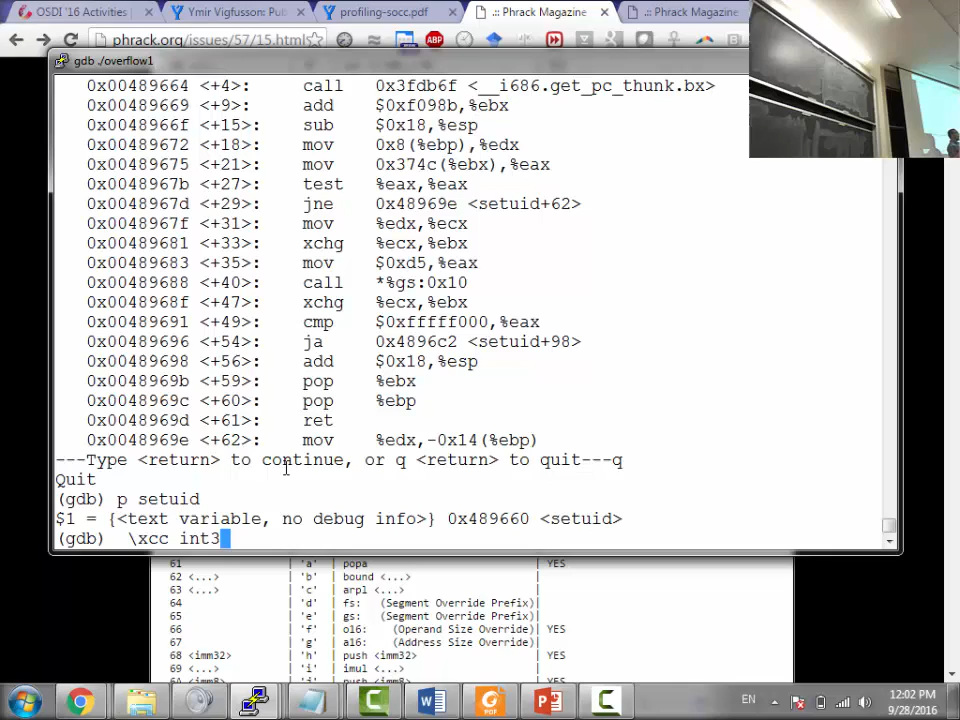 OSDI '16 Activities
Ymir Vigfusson: Pu
profiling-socc.pdf
.:: Phrack Magazine
.:: Phrack Magazine
phrack.org/issues/57/15.html
ABP
gdb ./overflow1
0x00489664 <+4>: call 0x3fdb6f <__i686.get_pc_thunk.bx>
0x00489669 <+9>: add $0xf098b,%ebx
0x0048966f <+15>: sub $0x18,%esp
0x00489672 <+18>: mov 0x8(%ebp),%edx
0x00489675 <+21>: mov 0x374c(%ebx),%eax
0x0048967b <+27>: test %eax,%eax
0x0048967d <+29>: jne 0x48969e <setuid+62>
0x0048967f <+31>: mov %edx,%ecx
0x00489681 <+33>: xchg %ecx,%ebx
0x00489683 <+35>: mov $0xd5,%eax
0x00489688 <+40>: call *%gs:0x10
0x0048968f <+47>: xchg %ecx,%ebx
0x00489691 <+49>: cmp $0xfffff000,%eax
0x00489696 <+54>: ja 0x4896c2 <setuid+98>
0x00489698 <+56>: add $0x18,%esp
0x0048969b <+59>: pop %ebx
0x0048969c <+60>: pop %ebp
0x0048969d <+61>: ret
0x0048969e <+62>: mov %edx,-0x14(%ebp)
---Type <return> to continue, or q <return> to quit---q
Quit
(gdb) p setuid
$1 = {<text variable, no debug info>} 0x489660 <setuid>
(gdb) \xcc int3
61 | 'a' | popa | YES
62 <...> | 'b' | bound <...> |
63 <...> | 'c' | arpl <...> |
64 | 'd' | fs: (Segment Override Prefix)|
65 | 'e' | gs: (Segment Override Prefix)|
66 | 'f' | o16: (Operand Size Override)| YES
67 | 'g' | a16: (Address Size Override)|
68 <imm32> | 'h' | push <imm32> | YES
69 <...> | 'i' | imul <...> |
EN
12:02 PM
9/28/2016